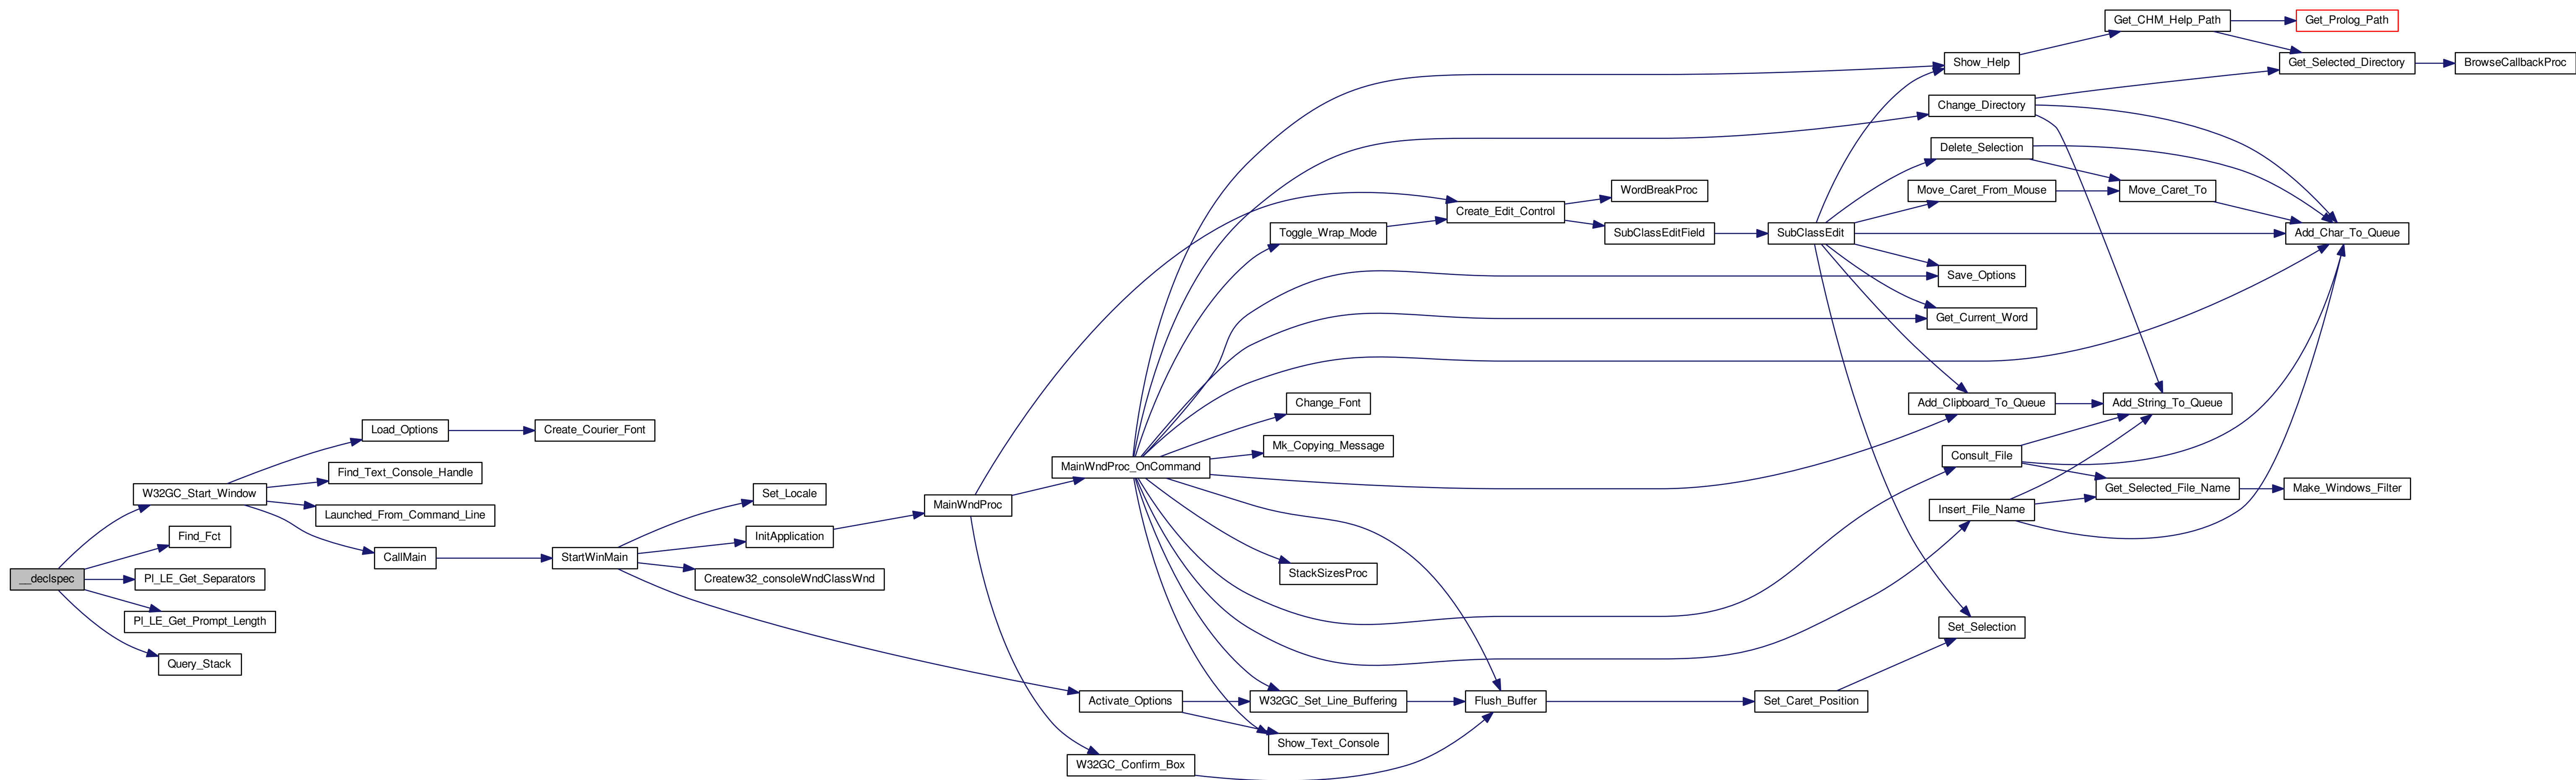 __declspec
W32GC_Start_Window
Find_Fct
Pl_LE_Get_Separators
Pl_LE_Get_Prompt_Length
Query_Stack
Load_Options
Find_Text_Console_Handle
Launched_From_Command_Line
CallMain
Create_Courier_Font
StartWinMain
Set_Locale
InitApplication
Createw32_consoleWndClassWnd
MainWndProc
MainWndProc_OnCommand
Activate_Options
W32GC_Confirm_Box
Toggle_Wrap_Mode
Change_Font
Mk_Copying_Message
StackSizesProc
W32GC_Set_Line_Buffering
Show_Text_Console
Create_Edit_Control
Flush_Buffer
WordBreakProc
SubClassEditField
SubClassEdit
Set_Caret_Position
Show_Help
Change_Directory
Delete_Selection
Move_Caret_From_Mouse
Save_Options
Get_Current_Word
Add_Clipboard_To_Queue
Consult_File
Insert_File_Name
Set_Selection
Get_CHM_Help_Path
Move_Caret_To
Add_String_To_Queue
Get_Selected_File_Name
Get_Prolog_Path
Get_Selected_Directory
Add_Char_To_Queue
Make_Windows_Filter
BrowseCallbackProc